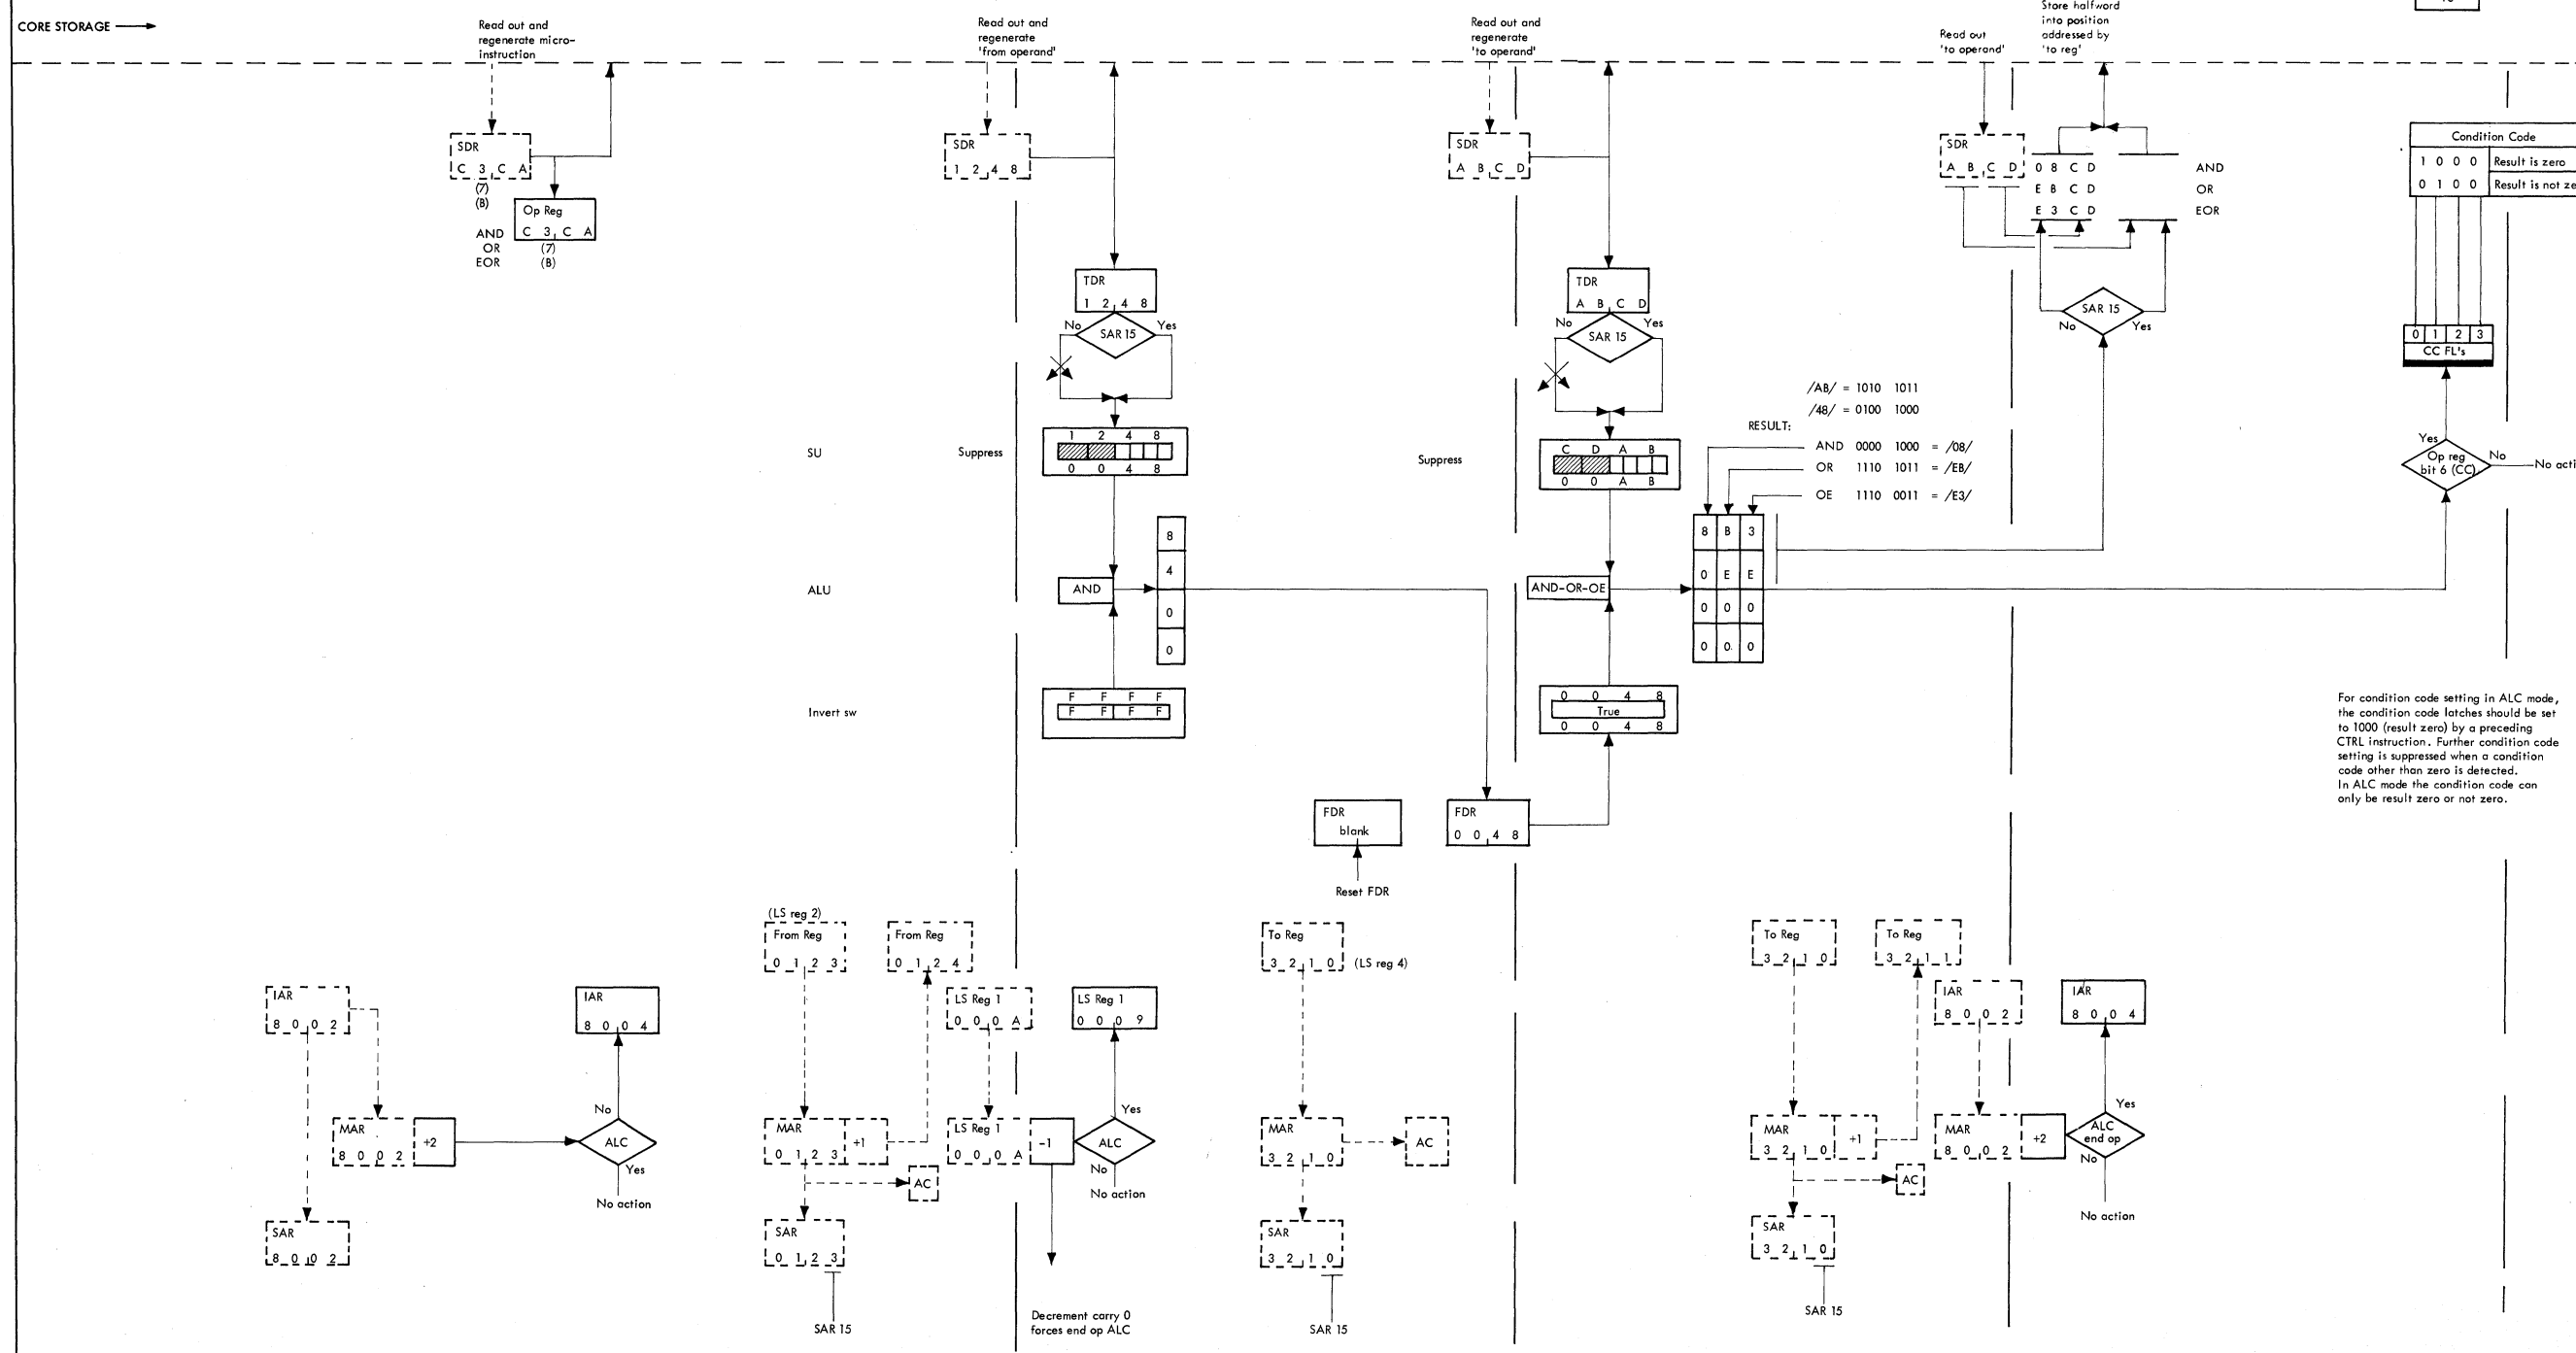 CORE STORAGE
Read out and
regenerate micro-
instruction
Read out and
regenerate
'from operand'
Read out and
regenerate
'to operand'
Read out
'to operand'
Store halfword
into position
addressed by
'to reg'
SDR
C 3 C A
(7)
(B)
Op Reg
C 3 C A
AND
OR (7)
EOR (B)
SDR
1 2 4 8
SDR
A B C D
SDR
A B C D
0 8 C D AND
E B C D OR
E 3 C D EOR
Condition Code
1 0 0 0 Result is zero
0 1 0 0 Result is not ze
TDR
1 2 4 8
No SAR 15 Yes
TDR
A B C D
No SAR 15 Yes
SAR 15
No Yes
0 1 2 3
CC FL's
/AB/ = 1010 1011
/48/ = 0100 1000
RESULT:
AND 0000 1000 = /08/
OR 1110 1011 = /EB/
OE 1110 0011 = /E3/
SU
Suppress
1 2 4 8
0 0 4 8
Suppress
C D A B
0 0 A B
Yes
Op reg
bit 6 (CC)
No
No acti
ALU
AND
8
4
0
0
AND-OR-OE
8 B 3
0 E E
0 0 0
0 0 0
Invert sw
F F F F
F F F F
0 0 4 8
True
0 0 4 8
For condition code setting in ALC mode,
the condition code latches should be set
to 1000 (result zero) by a preceding
CTRL instruction. Further condition code
setting is suppressed when a condition
code other than zero is detected.
In ALC mode the condition code can
only be result zero or not zero.
FDR
blank
Reset FDR
FDR
0 0 4 8
(LS reg 2)
From Reg
0 1 2 3
From Reg
0 1 2 4
To Reg
3 2 1 0 (LS reg 4)
To Reg
3 2 1 0
To Reg
3 2 1 1
IAR
8 0 0 2
IAR
8 0 0 4
LS Reg 1
0 0 0 A
LS Reg 1
0 0 0 9
IAR
8 0 0 2
IAR
8 0 0 4
MAR
8 0 0 2
+2
No
ALC
Yes
No action
MAR
0 1 2 3
+1
AC
LS Reg 1
0 0 0 A
-1
Yes
ALC
No
No action
MAR
3 2 1 0
AC
MAR
3 2 1 0
+1
AC
MAR
8 0 0 2
+2
Yes
ALC
end op
No
No action
SAR
8 0 0 2
SAR
0 1 2 3
SAR 15
Decrement carry 0
forces end op ALC
SAR
3 2 1 0
SAR 15
SAR
3 2 1 0
SAR 15